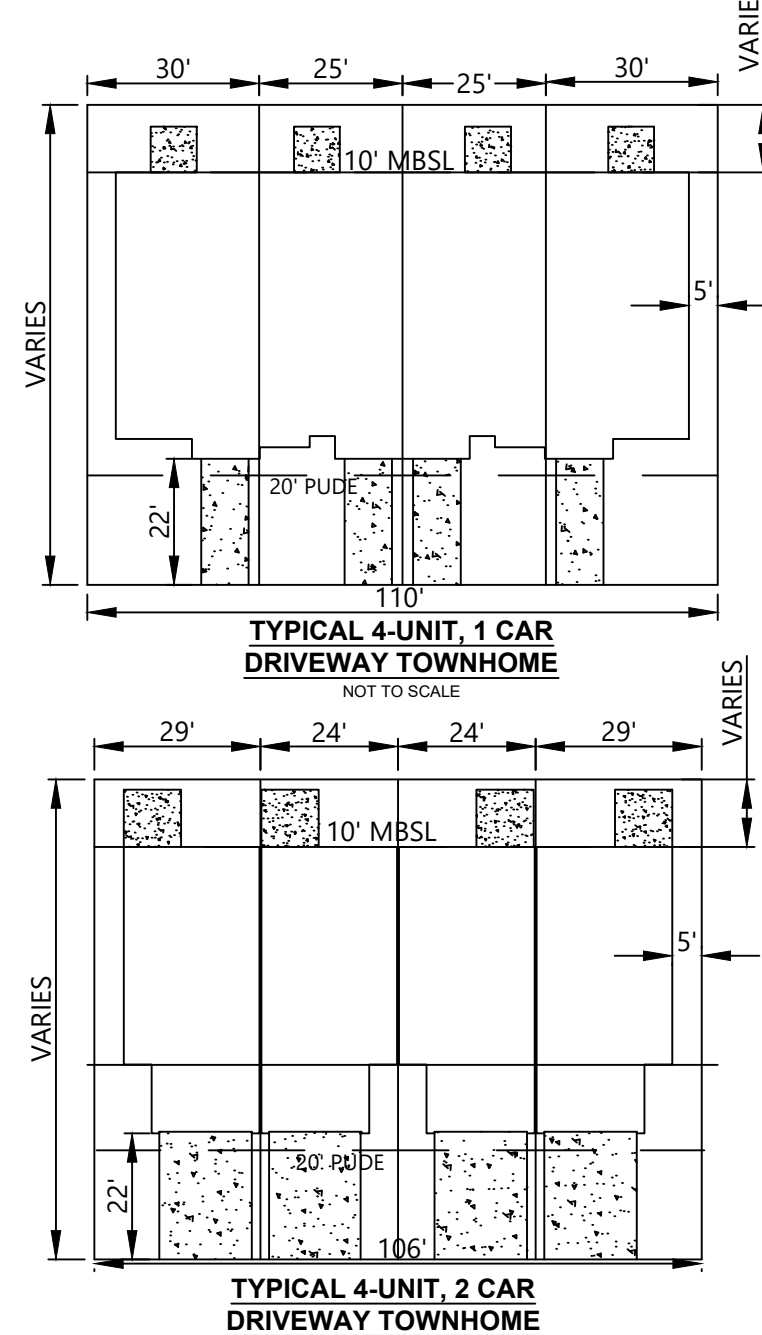 VARIE
30'
25'
25'
30'
10' MBSL
VARIES
5'
20' PUDE
22'
110'
TYPICAL 4-UNIT, 1 CAR
DRIVEWAY TOWNHOME
NOT TO SCALE
VARIES
29'
24'
24'
29'
10' MBSL
5'
VARIES
20' PUDE
22'
106'
TYPICAL 4-UNIT, 2 CAR
DRIVEWAY TOWNHOME